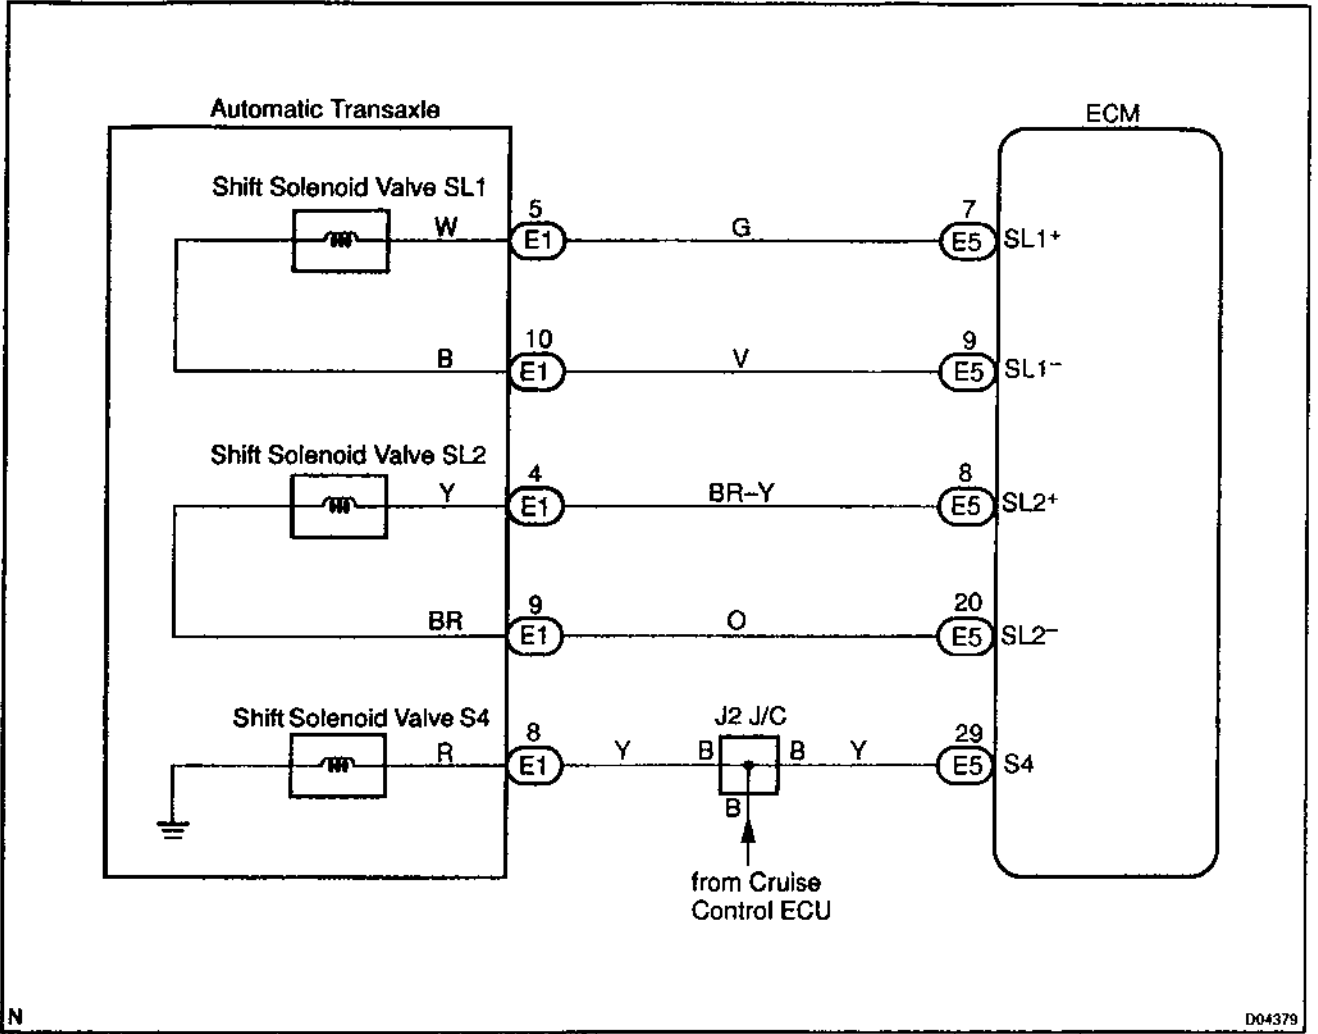 Automatic Transaxle
ECM
Shift Solenoid Valve SL1
W
5
E1
G
7
E5
SL1+
B
10
E1
V
9
E5
SL1−
Shift Solenoid Valve SL2
Y
4
E1
BR–Y
8
E5
SL2+
BR
9
E1
O
20
E5
SL2−
Shift Solenoid Valve S4
R
8
E1
Y
J2 J/C
B
B
Y
29
E5
S4
B
from Cruise
Control ECU
N
D04379